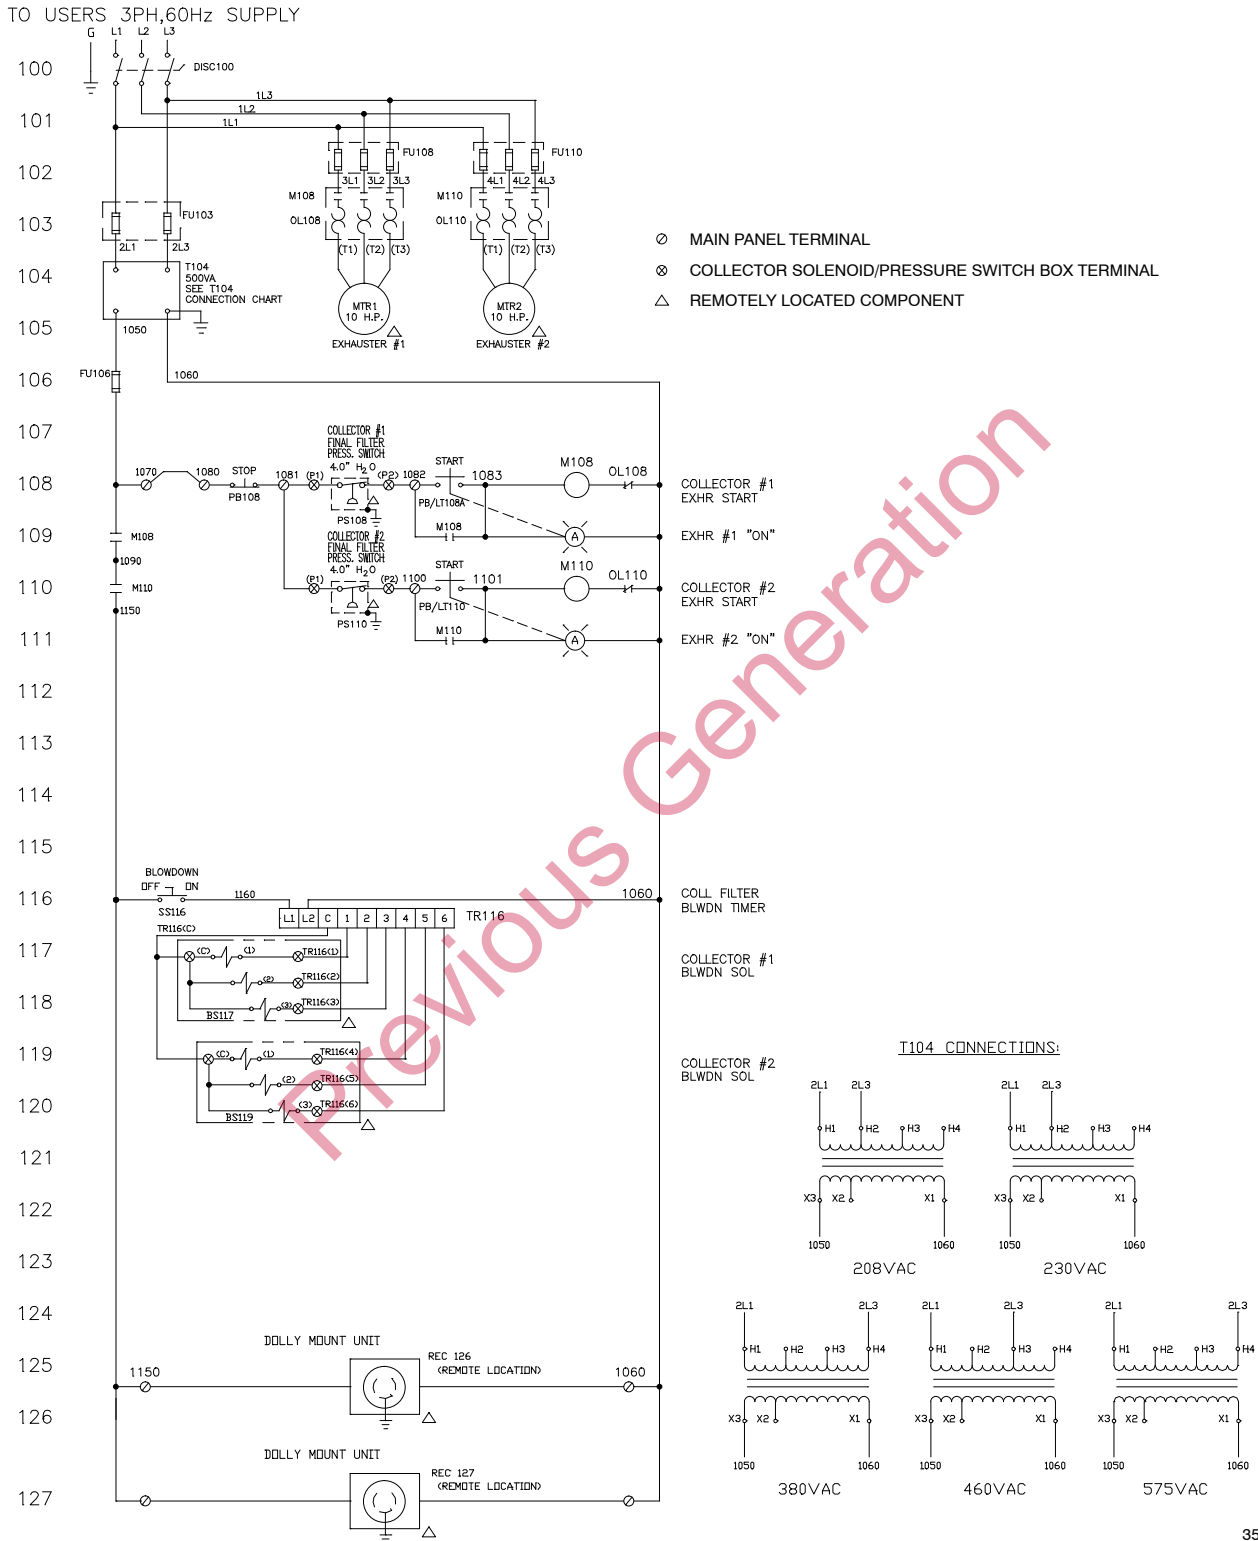 TO USERS 3PH,60Hz SUPPLY
G L1 L2 L3
100
DISC100
1L3
101
1L2
1L1
FU108
FU110
102
3L1 3L2 3L3
4L1 4L2 4L3
M108
M110
103
FU103
OL108
OL110
2L1 2L3
(T1) (T2) (T3)
(T1) (T2) (T3)
MAIN PANEL TERMINAL
COLLECTOR SOLENOID/PRESSURE SWITCH BOX TERMINAL
REMOTELY LOCATED COMPONENT
104
T104
500VA
SEE T104
CONNECTION CHART
MTR1
10 H.P.
MTR2
10 H.P.
105
1050
EXHAUSTER #1
EXHAUSTER #2
106
FU106
1060
107
COLLECTOR #1
FINAL FILTER
PRESS. SWITCH
4.0" H2O
108
1070 1080 STOP 1081 (P1) (P2) 1082 START 1083 M108 OL108
PB108
PS108
PB/LT108A
COLLECTOR #1
EXHR START
109
M108
M108
A
EXHR #1 "ON"
COLLECTOR #2
FINAL FILTER
PRESS. SWITCH
4.0" H2O
1090
110
M110
(P1) (P2) 1100 START 1101 M110 OL110
PS110
PB/LT110
COLLECTOR #2
EXHR START
1150
111
M110
A
EXHR #2 "ON"
112
113
114
115
116
BLOWDOWN
OFF ON
SS116
1160
1060
COLL FILTER
BLWDN TIMER
L1 L2 C 1 2 3 4 5 6 TR116
TR116(C)
117
(C) (1) TR116(1)
COLLECTOR #1
BLWDN SOL
(2) TR116(2)
118
(3) TR116(3)
BS117
119
(C) (1) TR116(4)
COLLECTOR #2
BLWDN SOL
(2) TR116(5)
120
(3) TR116(6)
BS119
T104 CONNECTIONS:
2L1 2L3
H1 H2 H3 H4
X3 X2 X1
1050 1060
208VAC
2L1 2L3
H1 H2 H3 H4
X3 X2 X1
1050 1060
230VAC
121
122
123
124
DOLLY MOUNT UNIT
125
1150
REC 126
(REMOTE LOCATION)
1060
126
DOLLY MOUNT UNIT
REC 127
(REMOTE LOCATION)
127
2L1 2L3
H1 H2 H3 H4
X3 X2 X1
1050 1060
380VAC
2L1 2L3
H1 H2 H3 H4
X3 X2 X1
1050 1060
460VAC
2L1 2L3
H1 H2 H3 H4
X3 X2 X1
1050 1060
575VAC
Previous Generation
35